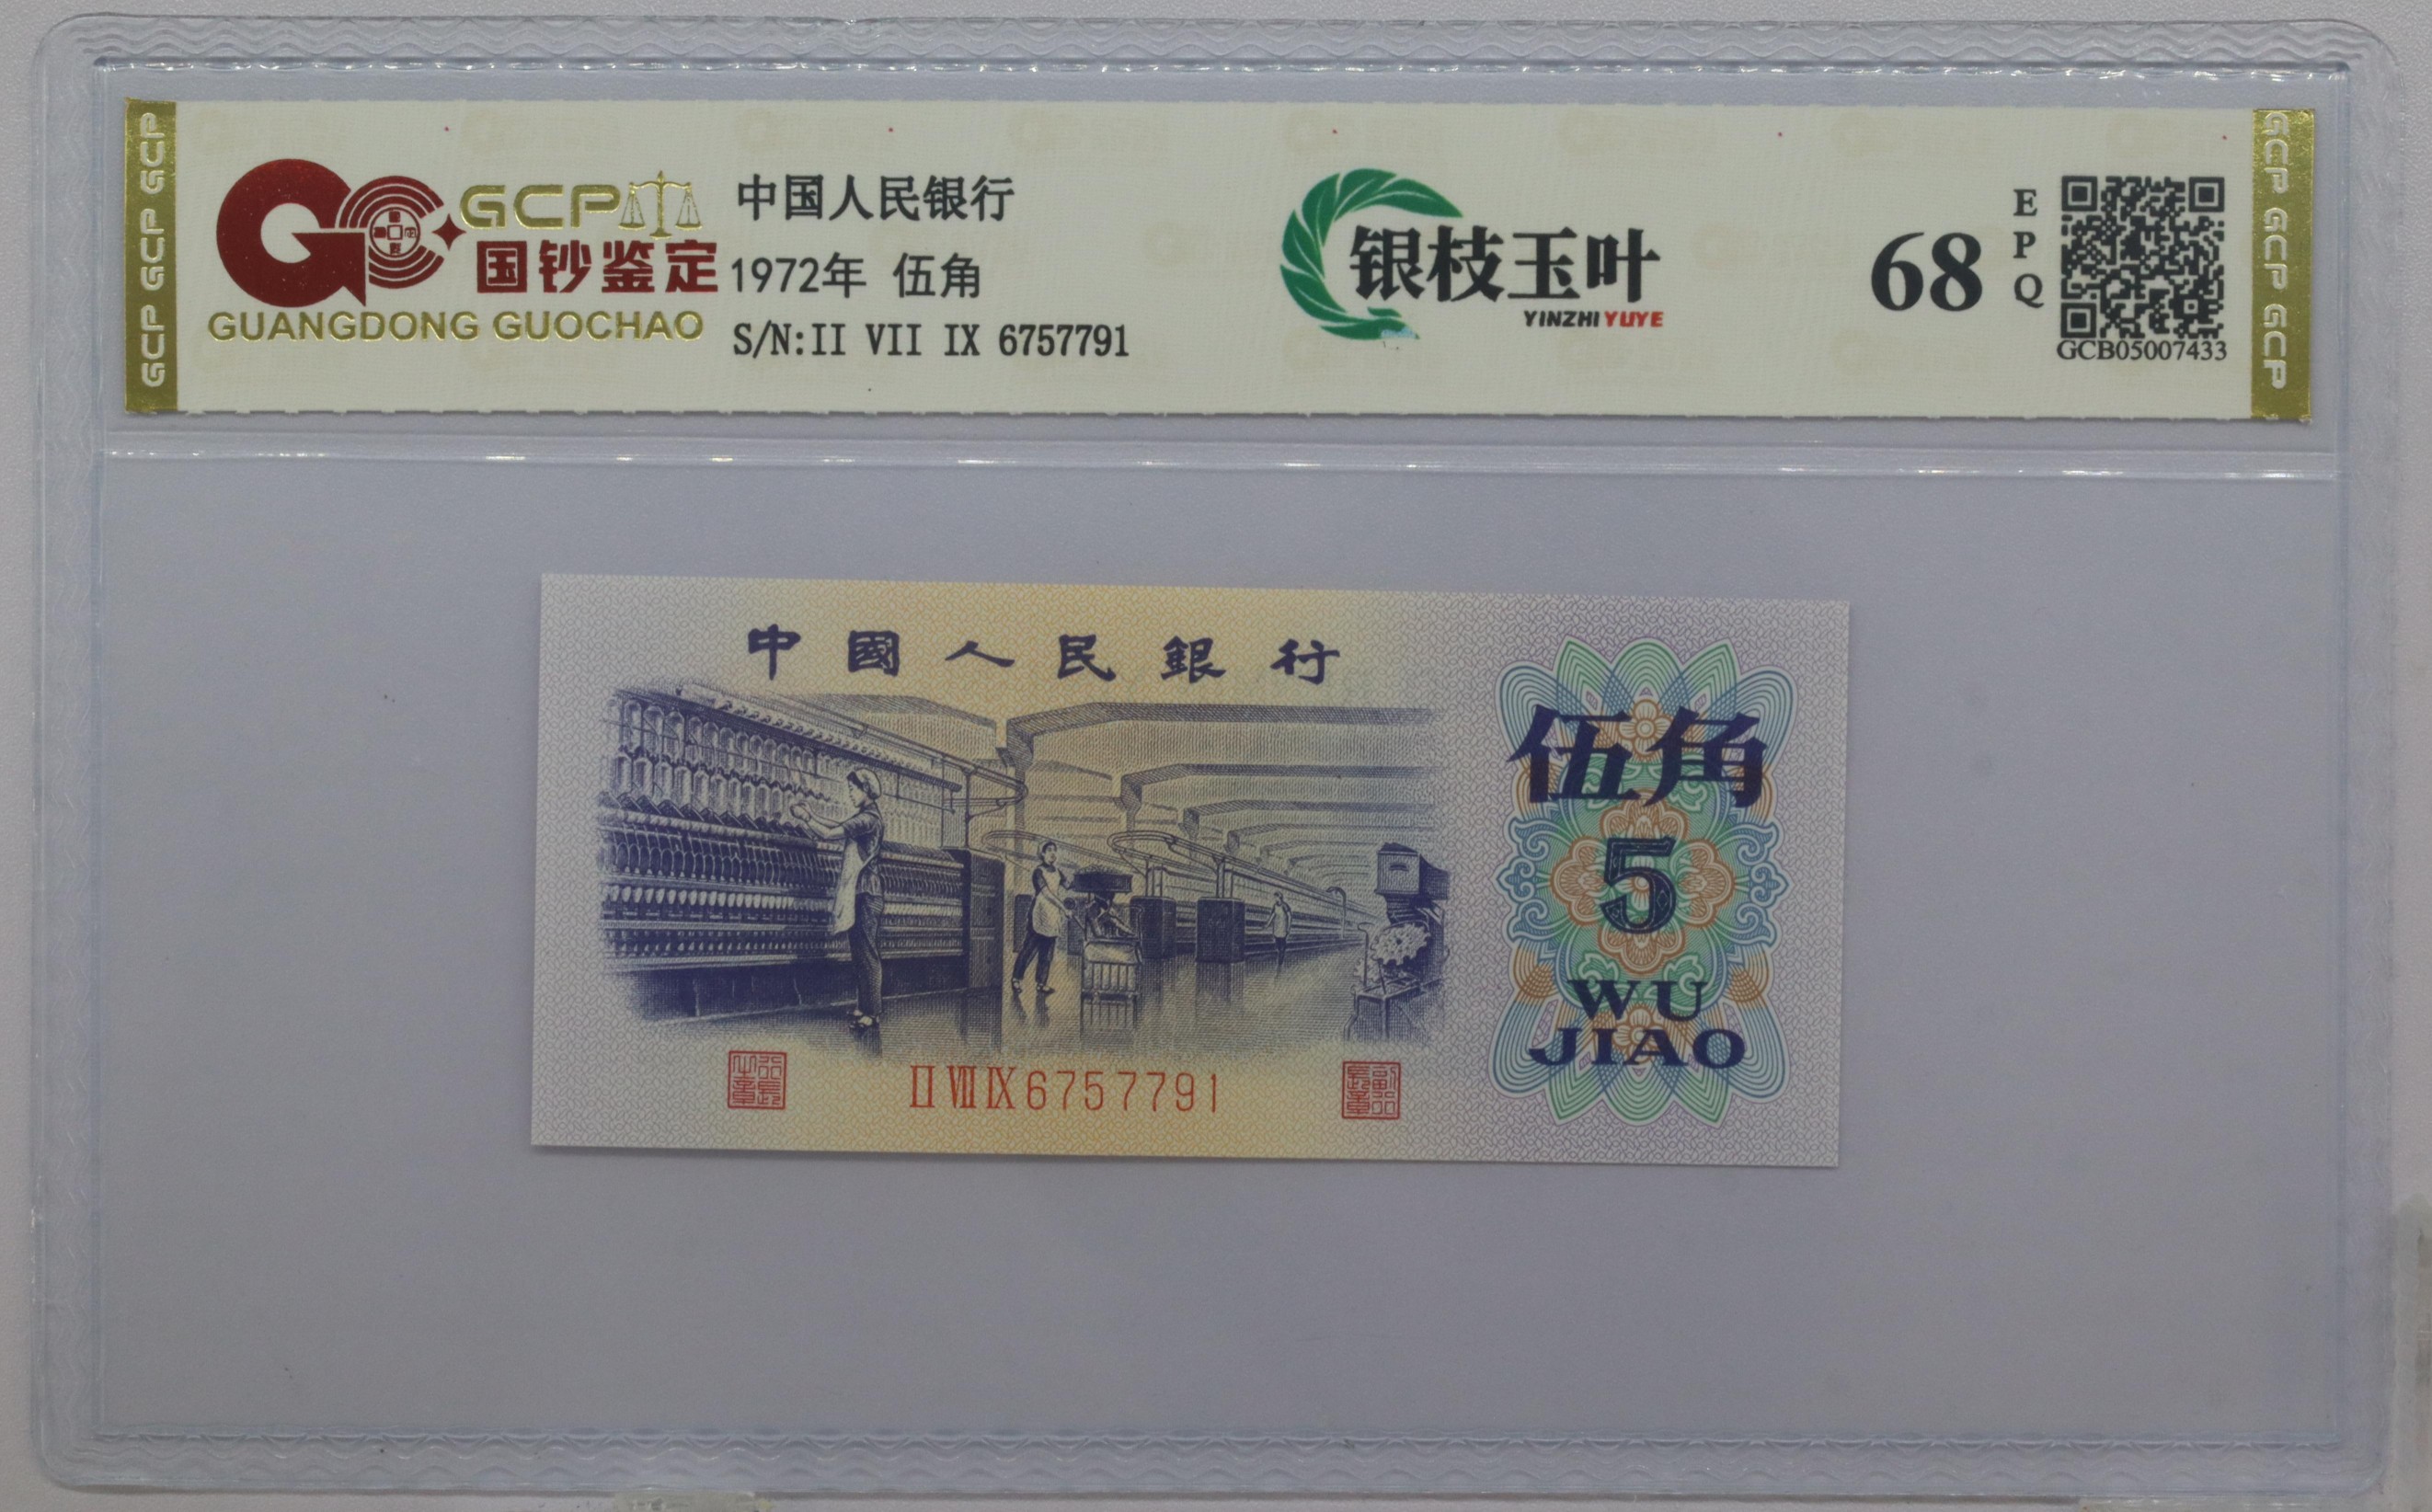 GCP GCP GCP
GCP
国钞鉴定
GUANGDONG GUOCHAO
中国人民银行
1972年 伍角
S/N:II VII IX 6757791
银枝玉叶
YINZHI YUYE
68
EPQ
GCB05007433
GCP GCP GCP
中國人民銀行
伍角
5
WU
JIAO
II VII IX 6757791